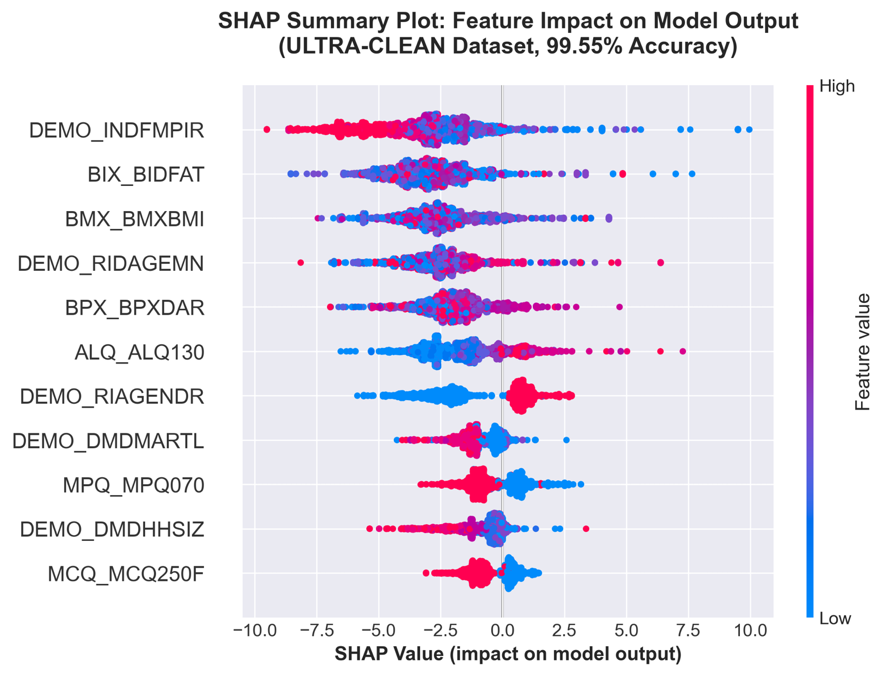 SHAP Summary Plot: Feature Impact on Model Output
(ULTRA-CLEAN Dataset, 99.55% Accuracy)
High
DEMO_INDFMPIR
BIX_BIDFAT
BMX_BMXBMI
DEMO_RIDAGEMN
BPX_BPXDAR
ALQ_ALQ130
DEMO_RIAGENDR
DEMO_DMDMARTL
MPQ_MPQ070
DEMO_DMDHHSIZ
MCQ_MCQ250F
Feature value
Low
−10.0 −7.5 −5.0 −2.5 0.0 2.5 5.0 7.5 10.0
SHAP Value (impact on model output)